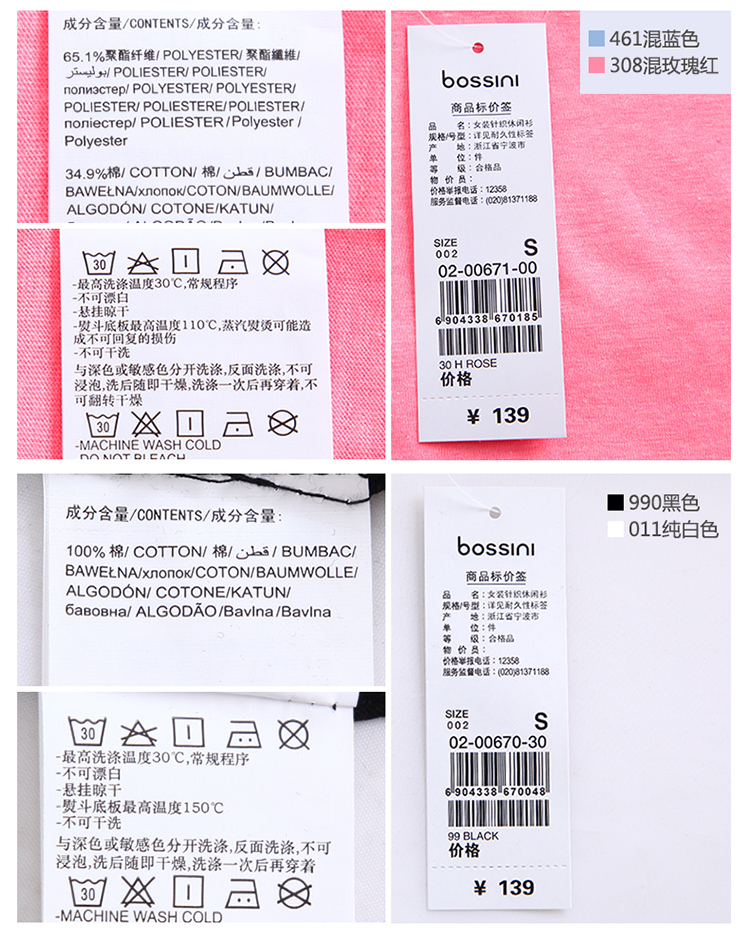 成分含量/CONTENTS/成分含量:
65.1%聚酯纤维/ POLYESTER/ 聚酯纖維/
بوليستر/ POLIESTER/ POLIESTER/
полиэстер/ POLYESTER/ POLYESTER/
POLIESTER/ POLIESTERE/POLIESTER/
поліестер/ POLIESTER / Polyester /
Polyester
34.9%棉/ COTTON/ 棉/ قطن / BUMBAC/
BAWEŁNA/хлопок/COTON/BAUMWOLLE/
ALGODÓN/ COTONE/KATUN/
30
-最高洗涤温度30℃,常规程序
-不可漂白
-悬挂晾干
-熨斗底板最高温度110℃,蒸汽熨烫可能造
成不可回复的损伤
-不可干洗
与深色或敏感色分开洗涤,反面洗涤,不可
浸泡,洗后随即干燥,洗涤一次后再穿着,不
可翻转干燥
30
-MACHINE WASH COLD
-DO NOT BLEACH
461混蓝色
308混玫瑰红
bossini
商品标价签
品 名：女装针织休闲衫
规格/号型：详见耐久性标签
产 地：浙江省宁波市
单 位：件
等 级：合格品
物 价 员：
价格举报电话：12358
服务监督电话：(020)81371188
SIZE
002 S
02-00671-00
6 904338 670185
30 H ROSE
价格
¥ 139
成分含量/CONTENTS/成分含量:
100% 棉/ COTTON/ 棉/ قطن / BUMBAC/
BAWEŁNA/хлопок/COTON/BAUMWOLLE/
ALGODÓN/ COTONE/KATUN/
бавовна/ ALGODÃO/Bavlna/Bavlna
30
-最高洗涤温度30℃,常规程序
-不可漂白
-悬挂晾干
-熨斗底板最高温度150℃
-不可干洗
与深色或敏感色分开洗涤,反面洗涤,不可
浸泡,洗后随即干燥,洗涤一次后再穿着
30
-MACHINE WASH COLD
990黑色
011纯白色
bossini
商品标价签
品 名：女装针织休闲衫
规格/号型：详见耐久性标签
产 地：浙江省宁波市
单 位：件
等 级：合格品
物 价 员：
价格举报电话：12358
服务监督电话：(020)81371188
SIZE
002 S
02-00670-30
6 904338 670048
99 BLACK
价格
¥ 139